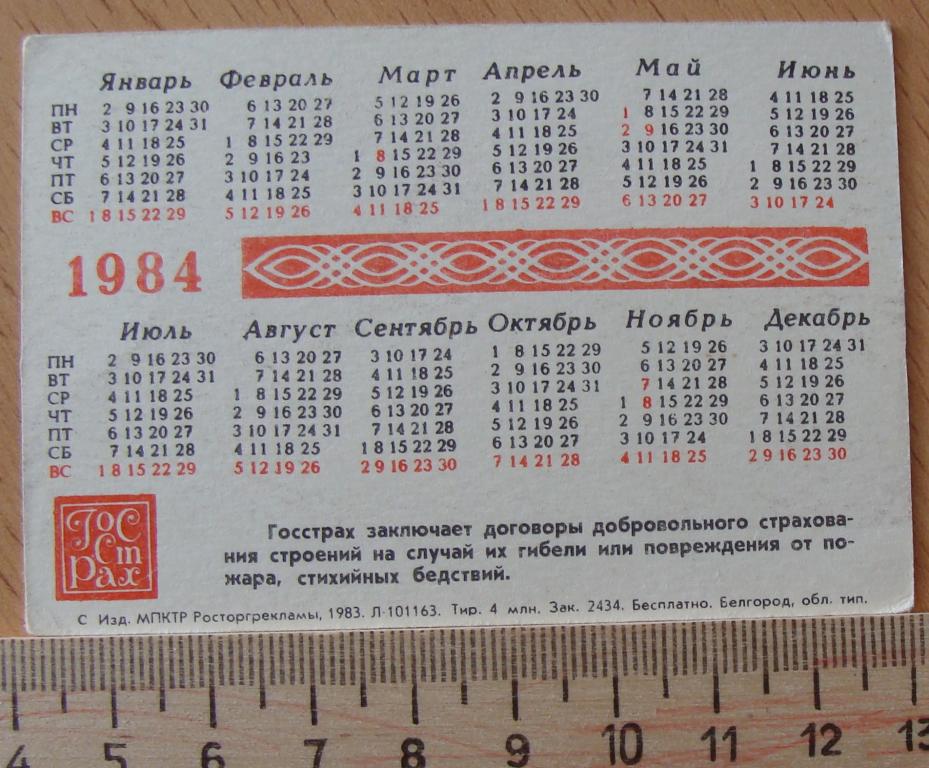 Январь Февраль Март Апрель Май Июнь
ПН 2 9 16 23 30 6 13 20 27 5 12 19 26 2 9 16 23 30 7 14 21 28 4 11 18 25
ВТ 3 10 17 24 31 7 14 21 28 6 13 20 27 3 10 17 24 1 8 15 22 29 5 12 19 26
СР 4 11 18 25 1 8 15 22 29 7 14 21 28 4 11 18 25 2 9 16 23 30 6 13 20 27
ЧТ 5 12 19 26 2 9 16 23 1 8 15 22 29 5 12 19 26 3 10 17 24 31 7 14 21 28
ПТ 6 13 20 27 3 10 17 24 2 9 16 23 30 6 13 20 27 4 11 18 25 1 8 15 22 29
СБ 7 14 21 28 4 11 18 25 3 10 17 24 31 7 14 21 28 5 12 19 26 2 9 16 23 30
ВС 1 8 15 22 29 5 12 19 26 4 11 18 25 1 8 15 22 29 6 13 20 27 3 10 17 24
1984
Июль Август Сентябрь Октябрь Ноябрь Декабрь
ПН 2 9 16 23 30 6 13 20 27 3 10 17 24 1 8 15 22 29 5 12 19 26 3 10 17 24 31
ВТ 3 10 17 24 31 7 14 21 28 4 11 18 25 2 9 16 23 30 6 13 20 27 4 11 18 25
СР 4 11 18 25 1 8 15 22 29 5 12 19 26 3 10 17 24 31 7 14 21 28 5 12 19 26
ЧТ 5 12 19 26 2 9 16 23 30 6 13 20 27 4 11 18 25 1 8 15 22 29 6 13 20 27
ПТ 6 13 20 27 3 10 17 24 31 7 14 21 28 5 12 19 26 2 9 16 23 30 7 14 21 28
СБ 7 14 21 28 4 11 18 25 1 8 15 22 29 6 13 20 27 3 10 17 24 1 8 15 22 29
ВС 1 8 15 22 29 5 12 19 26 2 9 16 23 30 7 14 21 28 4 11 18 25 2 9 16 23 30
Гос
Ст
Рах
Госстрах заключает договоры добровольного страхова-
ния строений на случай их гибели или повреждения от по-
жара, стихийных бедствий.
С Изд. МПКТР Росторгрекламы, 1983. Л-101163. Тир. 4 млн. Зак. 2434. Бесплатно. Белгород, обл. тип.
4 5 6 7 8 9 10 11 12 13